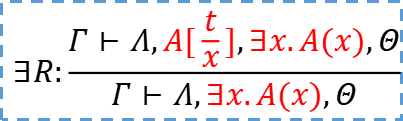 ∃R: Γ ⊢ Λ, A[t/x], ∃x. A(x), Θ
Γ ⊢ Λ, ∃x. A(x), Θ